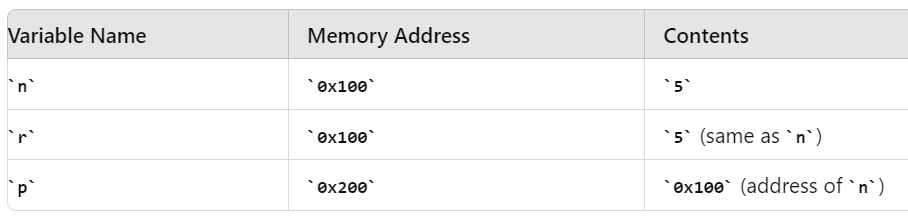 Variable Name Memory Address Contents
`n` `0x100` `5`
`r` `0x100` `5` (same as `n`)
`p` `0x200` `0x100` (address of `n`)